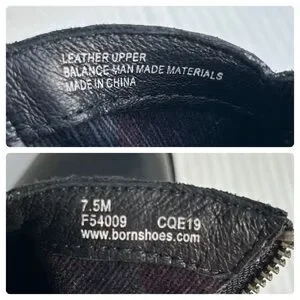 LEATHER UPPER
BALANCE MAN MADE MATERIALS
MADE IN CHINA
7.5M
F54009 CQE19
www.bornshoes.com